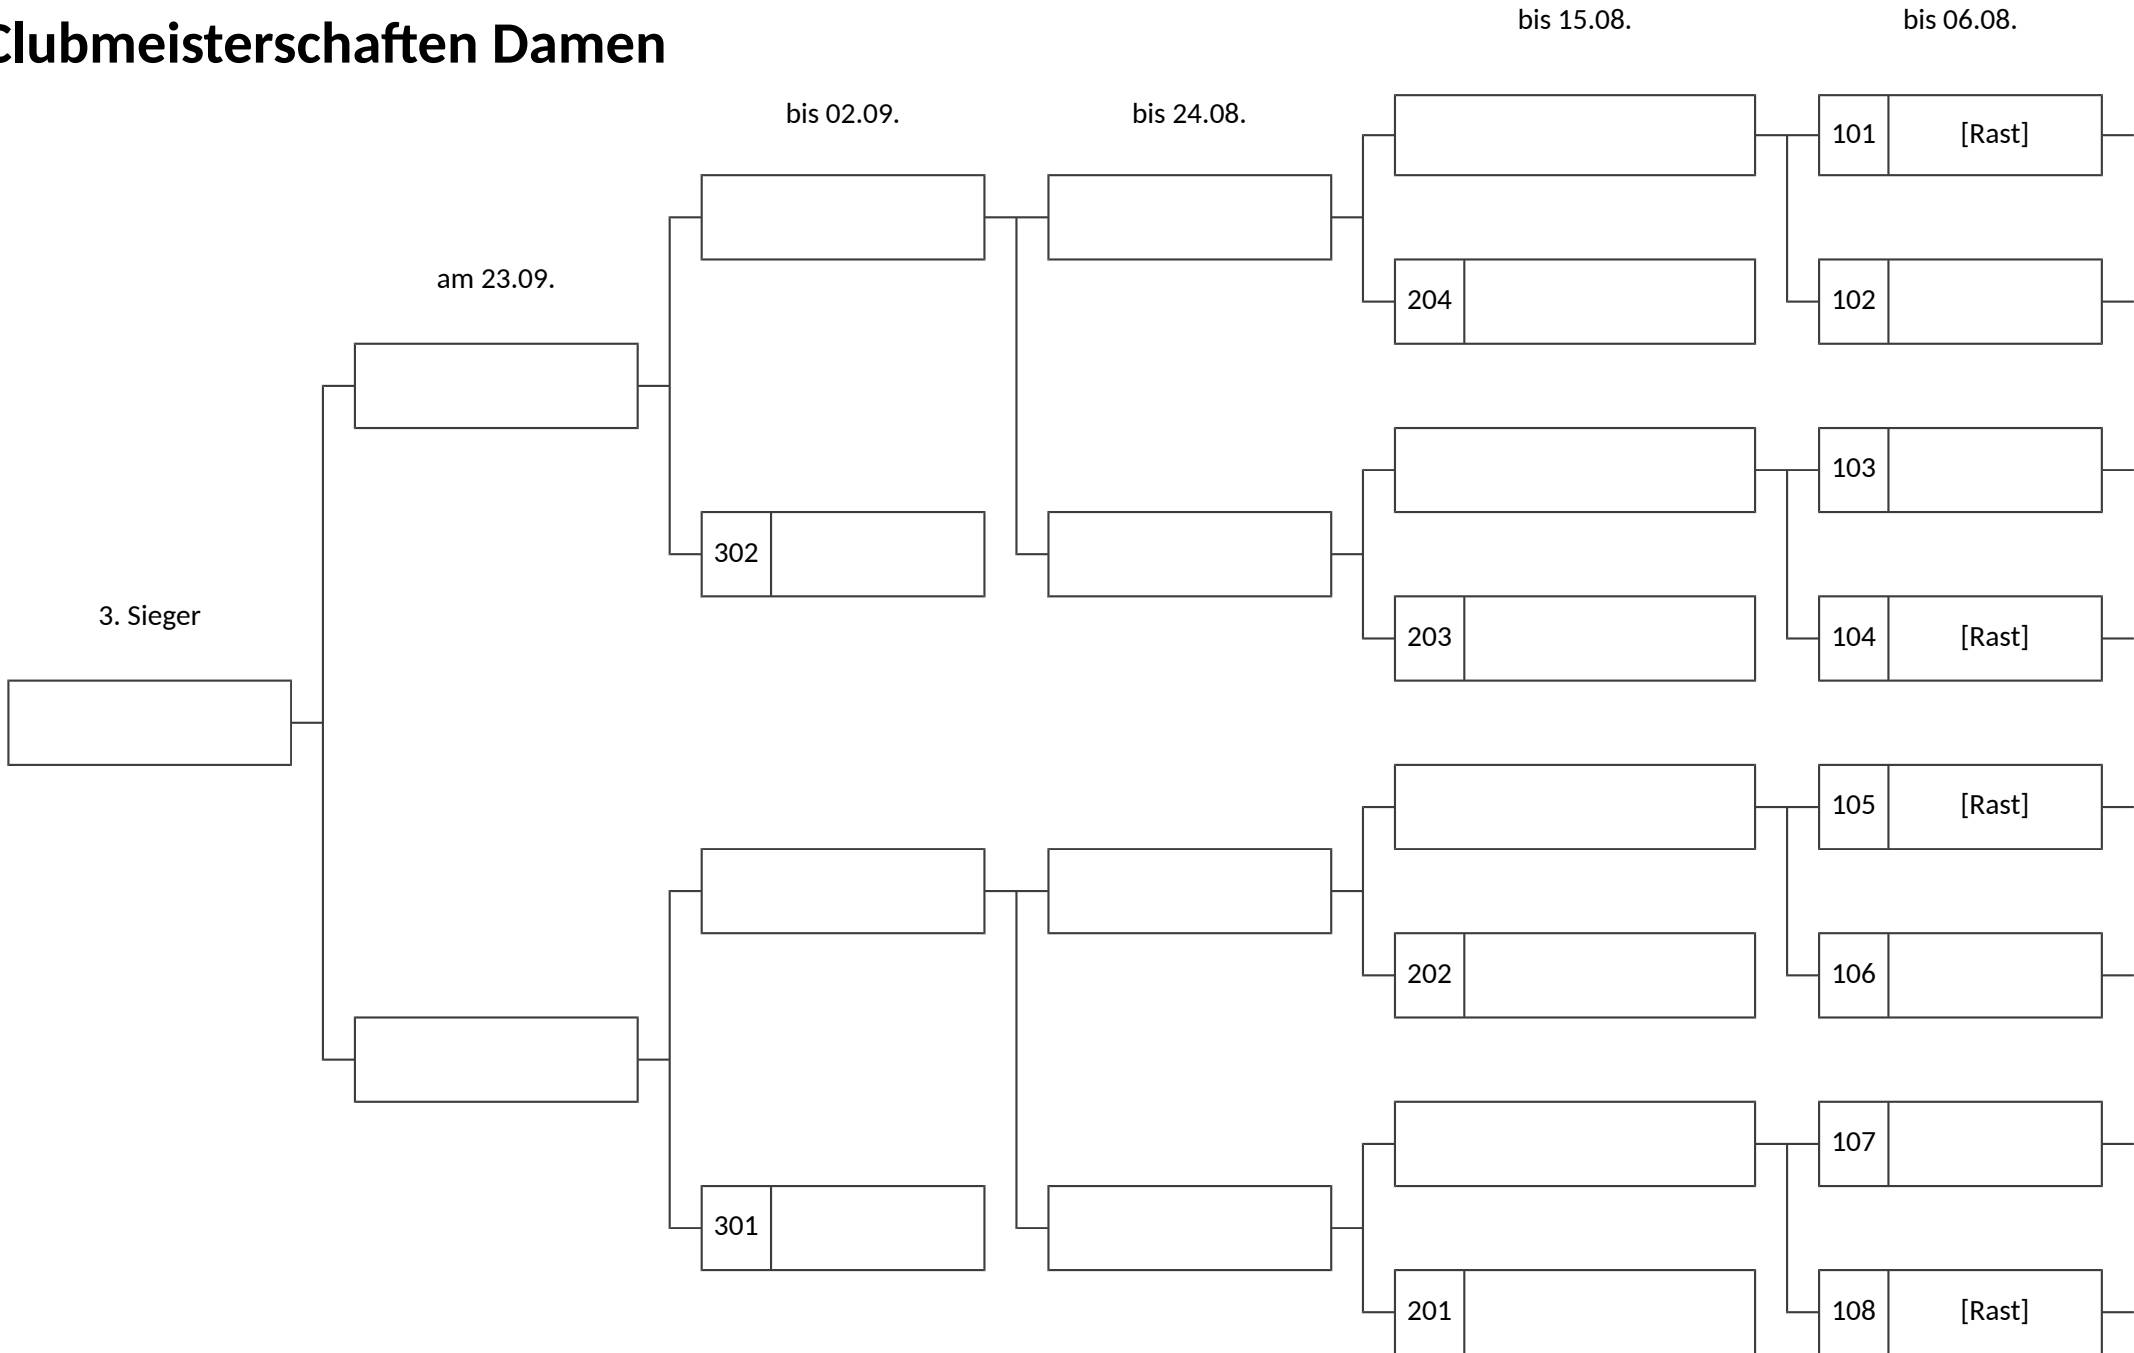 Clubmeisterschaften Damen
bis 15.08.
bis 06.08.
bis 02.09.
bis 24.08.
101 [Rast]
204
102
am 23.09.
103
302
203
104 [Rast]
3. Sieger
105 [Rast]
202
106
107
301
201
108 [Rast]